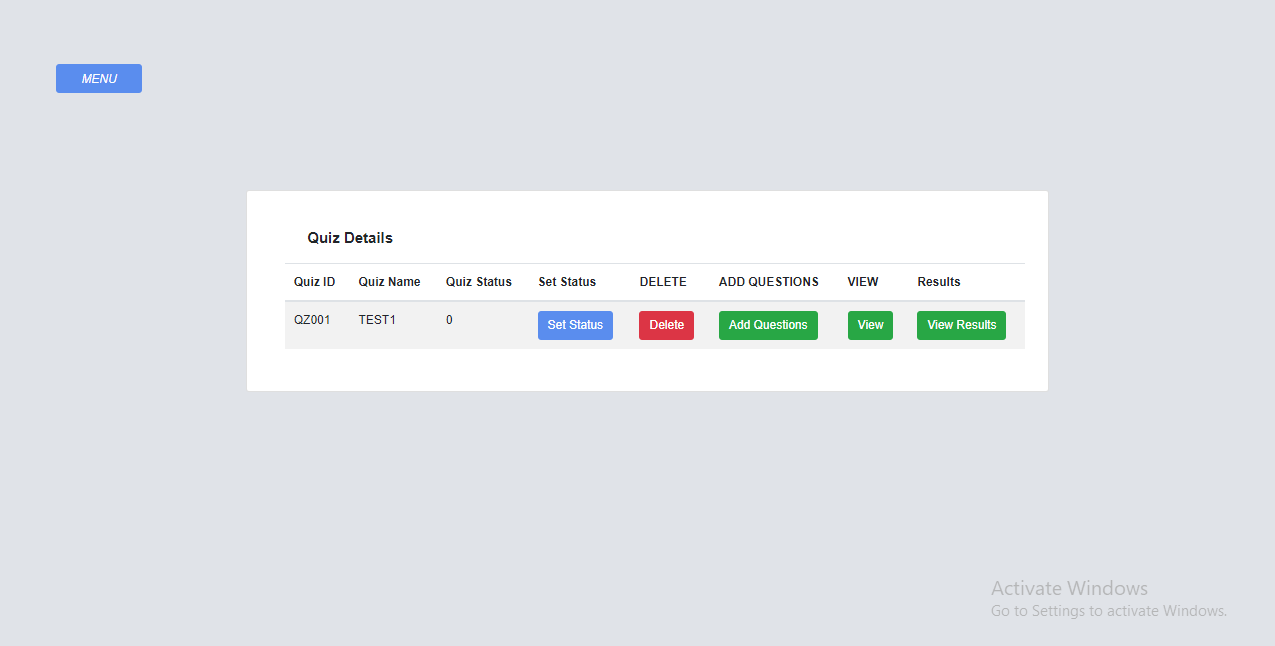 MENU
Quiz Details
Quiz ID Quiz Name Quiz Status Set Status DELETE ADD QUESTIONS VIEW Results
QZ001 TEST1 0 Set Status Delete Add Questions View View Results
Activate Windows
Go to Settings to activate Windows.